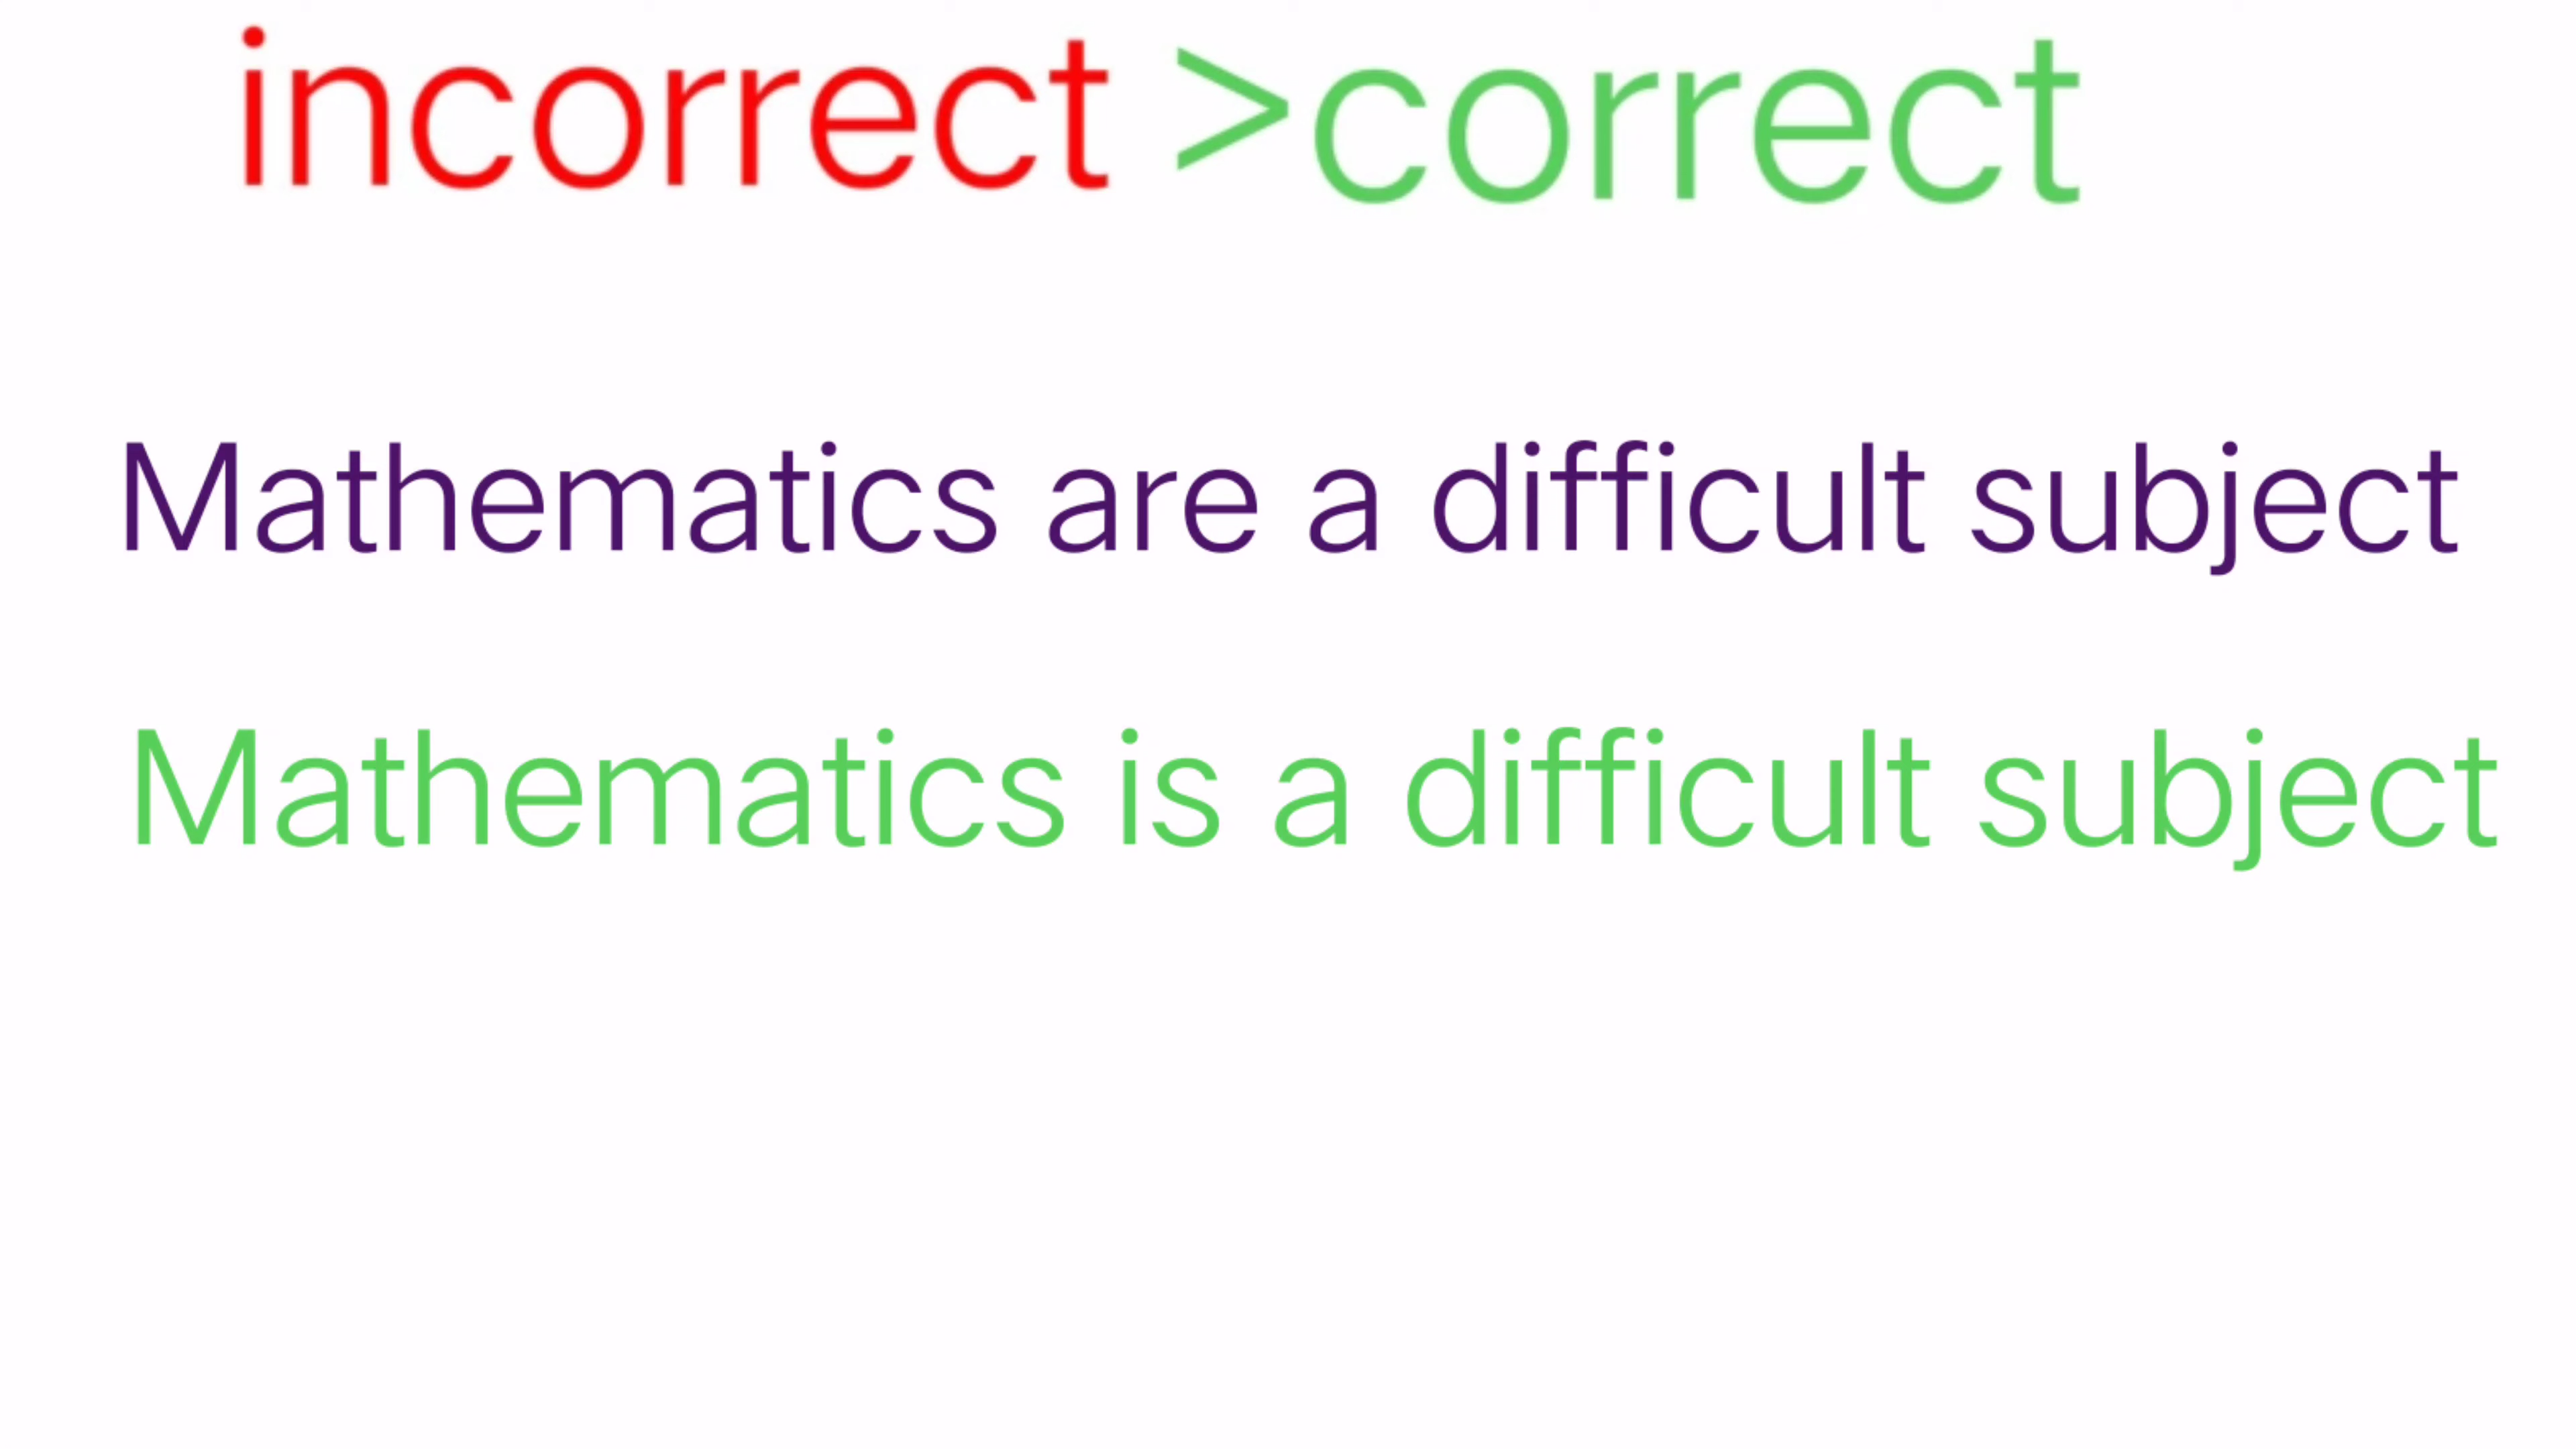 incorrect >correct
Mathematics are a difficult subject
Mathematics is a difficult subject